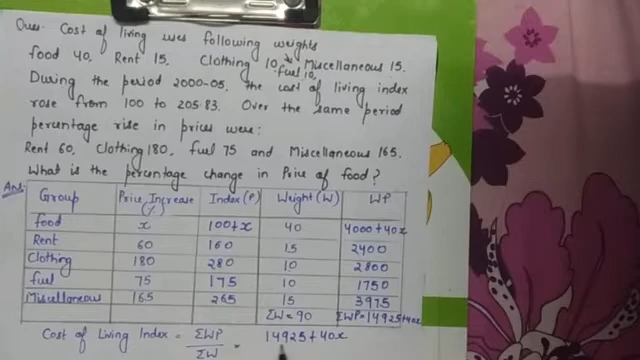 Ques. Cost of living uses following weights
food 40, Rent 15, Clothing 10, Miscellaneous 15.
fuel 10,
During the period 2000-05, the cost of living index
rose from 100 to 205.83. Over the same period
percentage rise in prices were:
Rent 60, Clothing 180, Fuel 75 and Miscellaneous 165.
What is the percentage change in Price of food?
Ans: Group Price Increase (%) Index (P) Weight (W) WP
food x 100+x 40 4000+40x
Rent 60 160 15 2400
Clothing 180 280 10 2800
fuel 75 175 10 1750
Miscellaneous 165 265 15 3975
ΣW = 90 ΣWP = 14925+40x
Cost of Living Index = ΣWP / ΣW = 14925+40x